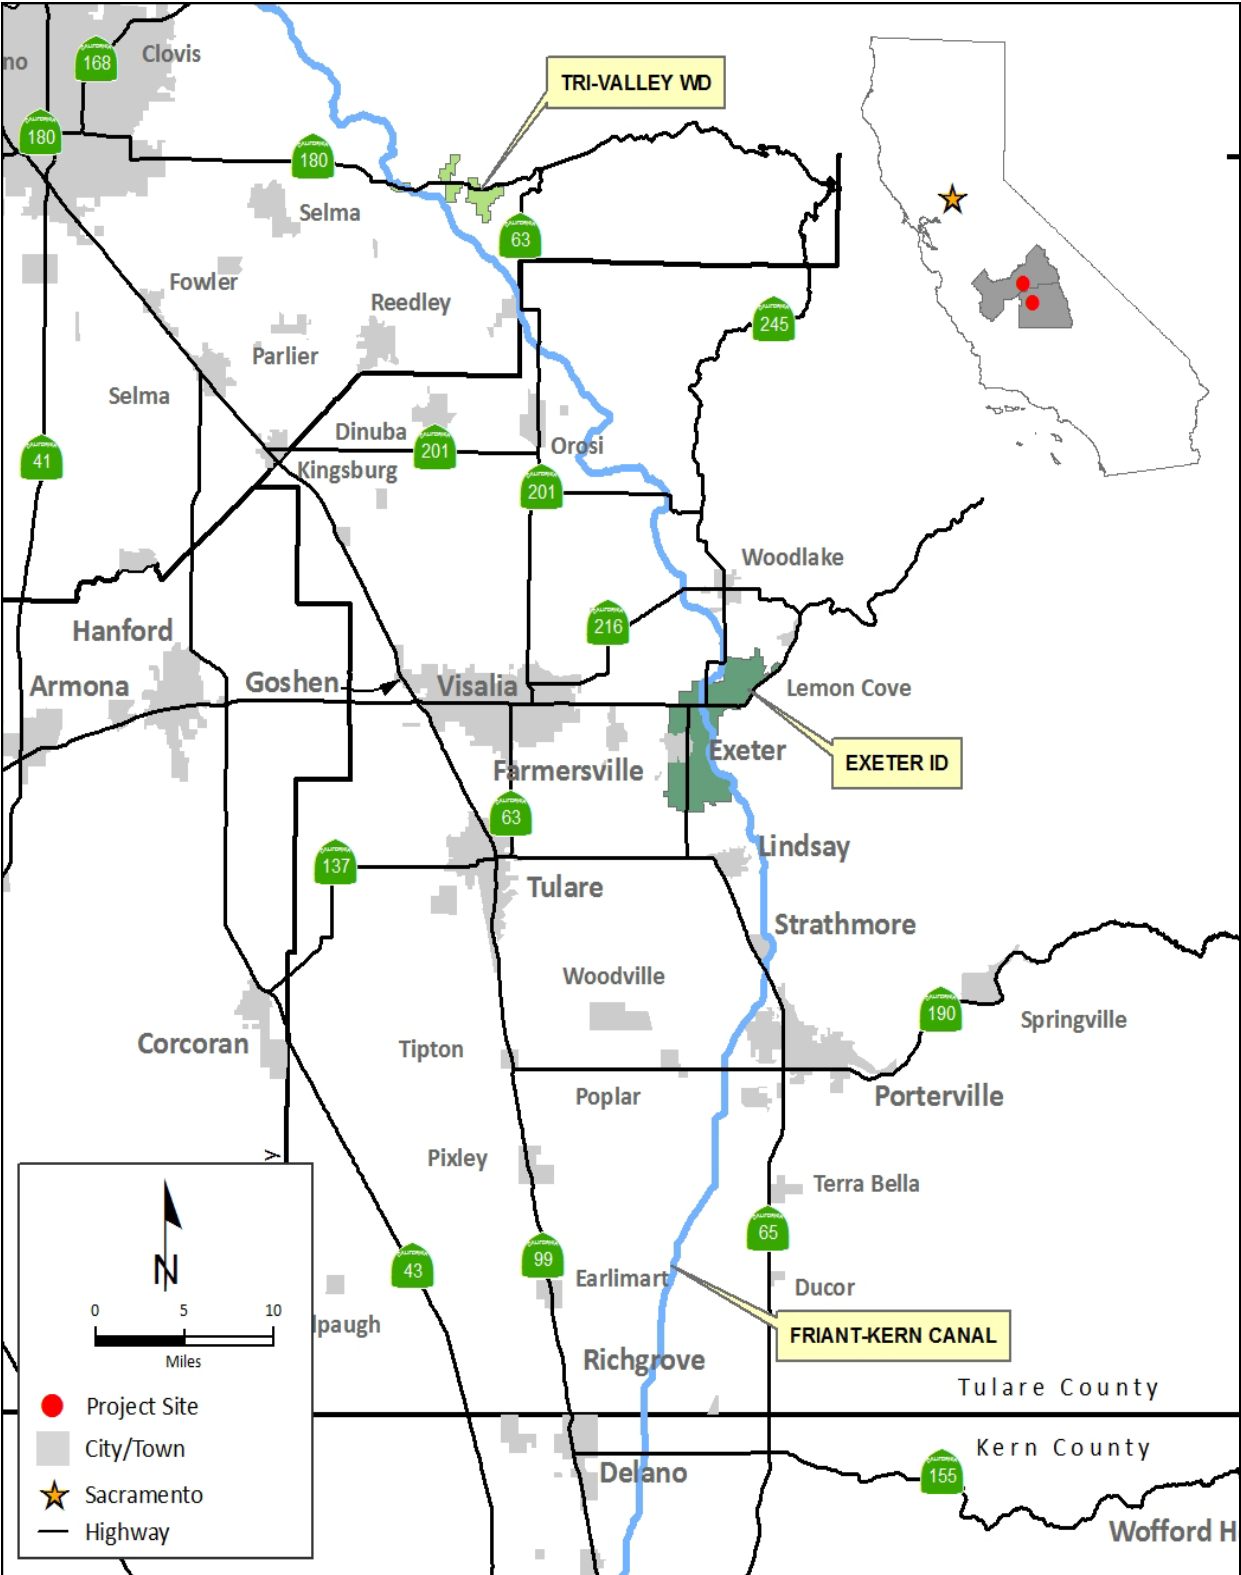 no
168
Clovis
TRI-VALLEY WD
180
180
Selma
63
Fowler
Reedley
245
Parlier
Selma
Dinuba
201
Orosi
41
Kingsburg
201
Woodlake
216
Hanford
Goshen
Visalia
Armona
Lemon Cove
Exeter
EXETER ID
Farmersville
63
Lindsay
137
Tulare
Strathmore
Woodville
190
Springville
Corcoran
Tipton
Poplar
Porterville
Pixley
y
Terra Bella
65
99
43
N
Earlimart
Ducor
0 5 10
Miles
lpaugh
FRIANT-KERN CANAL
Richgrove
Tulare County
Project Site
City/Town
Kern County
Delano
155
Sacramento
Highway
Wofford H